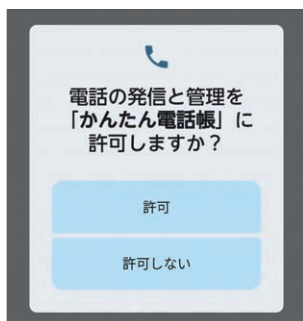 電話の発信と管理を
「かんたん電話帳」に
許可しますか？
許可
許可しない